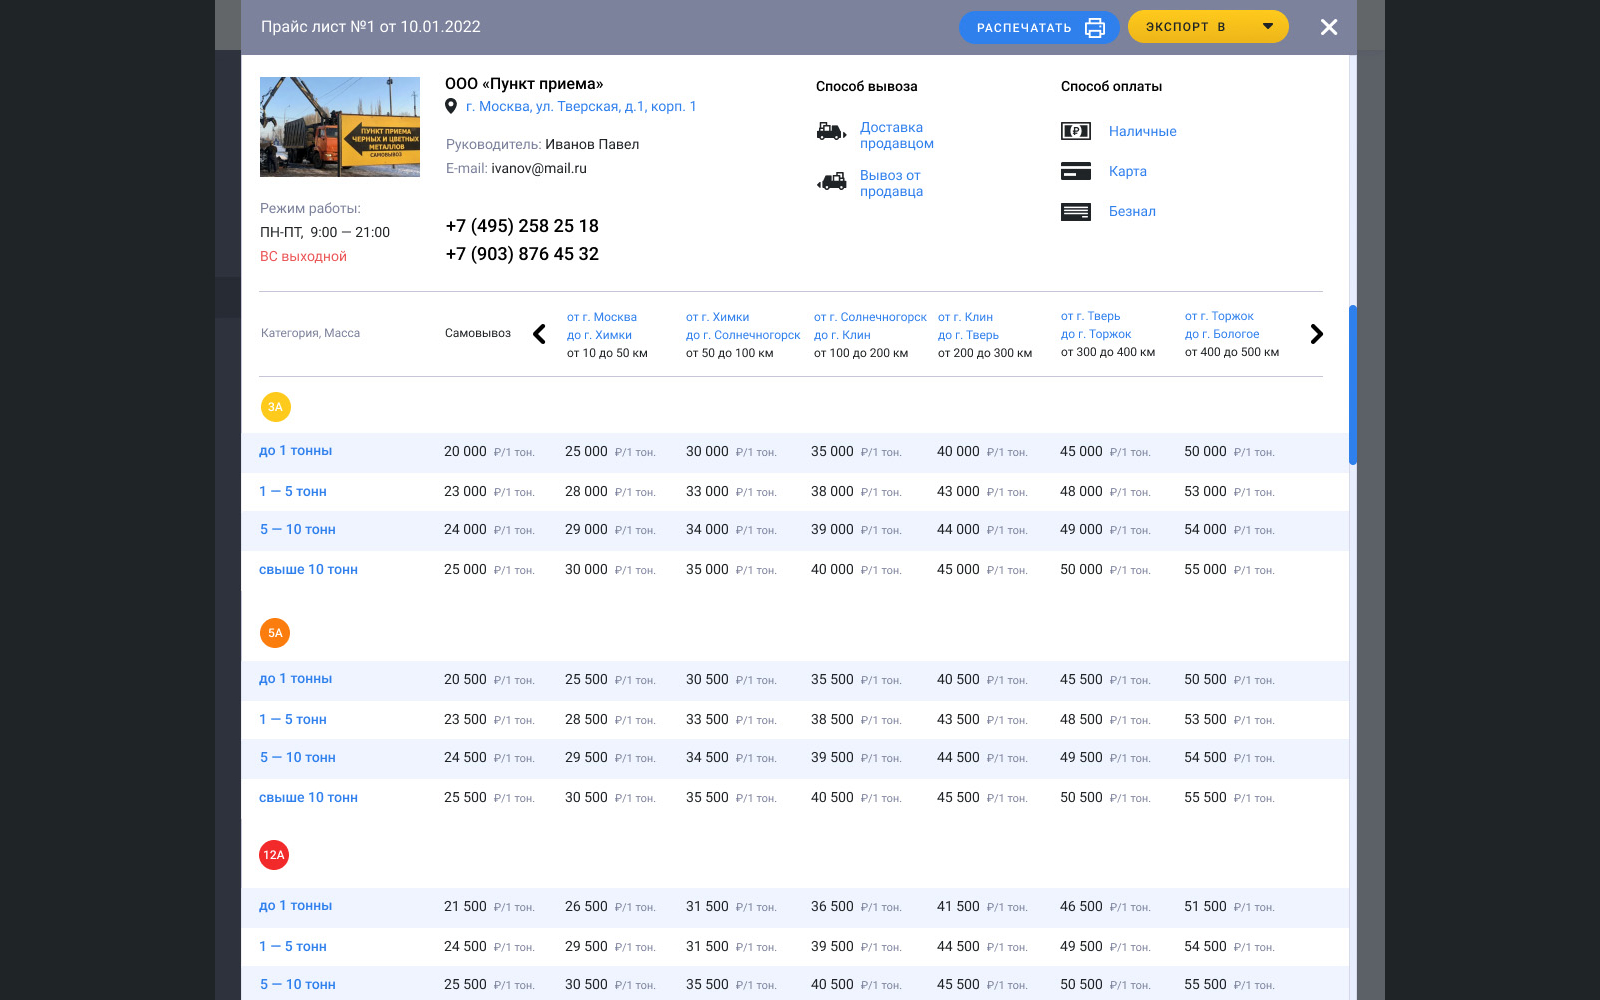 Прайс лист №1 от 10.01.2022
РАСПЕЧАТАТЬ
ЭКСПОРТ В
ПУНКТ ПРИЕМА
ЧЕРНЫХ И ЦВЕТНЫХ
МЕТАЛЛОВ
САМОВЫВОЗ
ООО «Пункт приема»
г. Москва, ул. Тверская, д.1, корп. 1
Руководитель: Иванов Павел
E-mail: ivanov@mail.ru
Режим работы:
ПН-ПТ, 9:00 — 21:00
ВС выходной
+7 (495) 258 25 18
+7 (903) 876 45 32
Способ вывоза
Доставка
продавцом
Вывоз от
продавца
Способ оплаты
Наличные
Карта
Безнал
Категория, Масса
Самовывоз
от г. Москва
до г. Химки
от 10 до 50 км
от г. Химки
до г. Солнечногорск
от 50 до 100 км
от г. Солнечногорск
до г. Клин
от 100 до 200 км
от г. Клин
до г. Тверь
от 200 до 300 км
от г. Тверь
до г. Торжок
от 300 до 400 км
от г. Торжок
до г. Бологое
от 400 до 500 км
3А
до 1 тонны 20 000 ₽/1 тон. 25 000 ₽/1 тон. 30 000 ₽/1 тон. 35 000 ₽/1 тон. 40 000 ₽/1 тон. 45 000 ₽/1 тон. 50 000 ₽/1 тон.
1 — 5 тонн 23 000 ₽/1 тон. 28 000 ₽/1 тон. 33 000 ₽/1 тон. 38 000 ₽/1 тон. 43 000 ₽/1 тон. 48 000 ₽/1 тон. 53 000 ₽/1 тон.
5 — 10 тонн 24 000 ₽/1 тон. 29 000 ₽/1 тон. 34 000 ₽/1 тон. 39 000 ₽/1 тон. 44 000 ₽/1 тон. 49 000 ₽/1 тон. 54 000 ₽/1 тон.
свыше 10 тонн 25 000 ₽/1 тон. 30 000 ₽/1 тон. 35 000 ₽/1 тон. 40 000 ₽/1 тон. 45 000 ₽/1 тон. 50 000 ₽/1 тон. 55 000 ₽/1 тон.
5А
до 1 тонны 20 500 ₽/1 тон. 25 500 ₽/1 тон. 30 500 ₽/1 тон. 35 500 ₽/1 тон. 40 500 ₽/1 тон. 45 500 ₽/1 тон. 50 500 ₽/1 тон.
1 — 5 тонн 23 500 ₽/1 тон. 28 500 ₽/1 тон. 33 500 ₽/1 тон. 38 500 ₽/1 тон. 43 500 ₽/1 тон. 48 500 ₽/1 тон. 53 500 ₽/1 тон.
5 — 10 тонн 24 500 ₽/1 тон. 29 500 ₽/1 тон. 34 500 ₽/1 тон. 39 500 ₽/1 тон. 44 500 ₽/1 тон. 49 500 ₽/1 тон. 54 500 ₽/1 тон.
свыше 10 тонн 25 500 ₽/1 тон. 30 500 ₽/1 тон. 35 500 ₽/1 тон. 40 500 ₽/1 тон. 45 500 ₽/1 тон. 50 500 ₽/1 тон. 55 500 ₽/1 тон.
12А
до 1 тонны 21 500 ₽/1 тон. 26 500 ₽/1 тон. 31 500 ₽/1 тон. 36 500 ₽/1 тон. 41 500 ₽/1 тон. 46 500 ₽/1 тон. 51 500 ₽/1 тон.
1 — 5 тонн 24 500 ₽/1 тон. 29 500 ₽/1 тон. 31 500 ₽/1 тон. 39 500 ₽/1 тон. 44 500 ₽/1 тон. 49 500 ₽/1 тон. 54 500 ₽/1 тон.
5 — 10 тонн 25 500 ₽/1 тон. 30 500 ₽/1 тон. 35 500 ₽/1 тон. 40 500 ₽/1 тон. 45 500 ₽/1 тон. 50 500 ₽/1 тон. 55 500 ₽/1 тон.